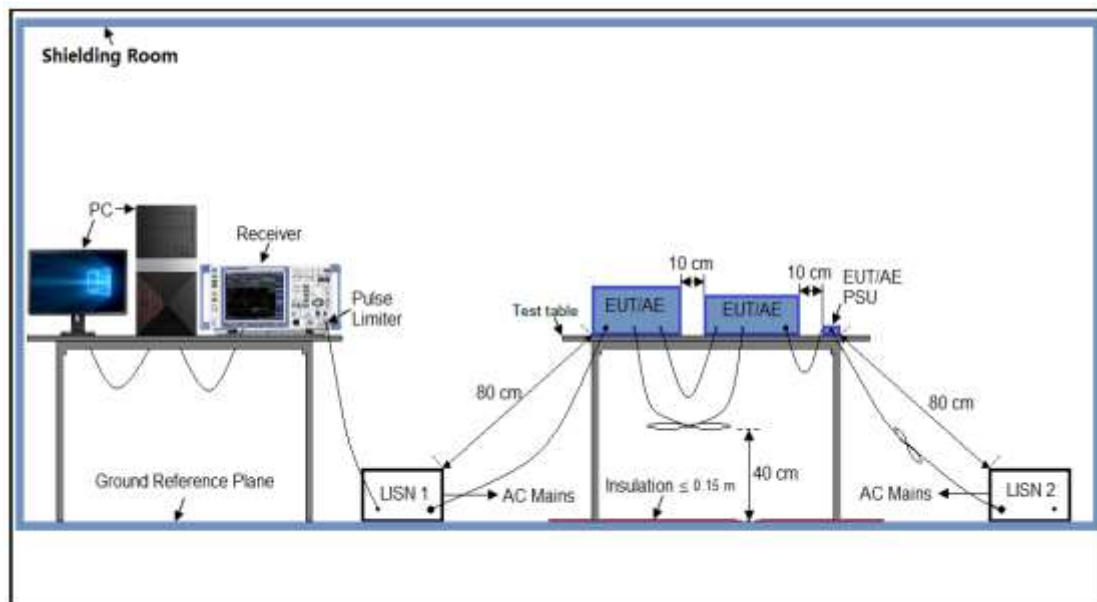 Shielding Room
PC
Receiver
Pulse
Limiter
10 cm
10 cm
EUT/AE
PSU
Test table
EUT/AE
EUT/AE
80 cm
80 cm
40 cm
Ground Reference Plane
LISN 1
AC Mains
Insulation ≤ 0.15 m
AC Mains
LISN 2